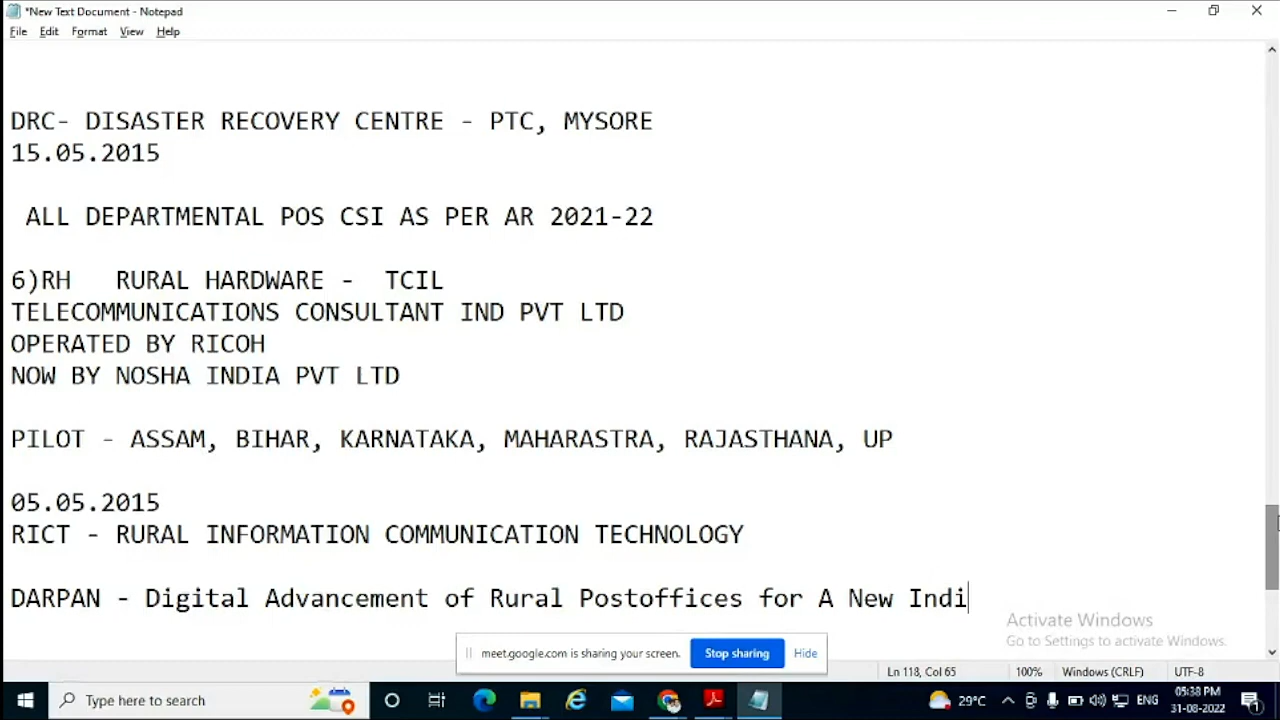 *New Text Document - Notepad
File Edit Format View Help
DRC- DISASTER RECOVERY CENTRE - PTC, MYSORE
15.05.2015
ALL DEPARTMENTAL POS CSI AS PER AR 2021-22
6)RH RURAL HARDWARE - TCIL
TELECOMMUNICATIONS CONSULTANT IND PVT LTD
OPERATED BY RICOH
NOW BY NOSHA INDIA PVT LTD
PILOT - ASSAM, BIHAR, KARNATAKA, MAHARASTRA, RAJASTHANA, UP
05.05.2015
RICT - RURAL INFORMATION COMMUNICATION TECHNOLOGY
DARPAN - Digital Advancement of Rural Postoffices for A New Indi
Activate Windows
Go to Settings to activate Windows.
meet.google.com is sharing your screen. Stop sharing Hide
Ln 118, Col 65 100% Windows (CRLF) UTF-8
Type here to search 29°C ENG 05:38 PM
31-08-2022